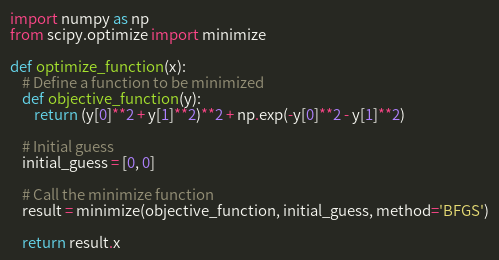 import numpy as np
from scipy.optimize import minimize
def optimize_function(x):
    # Define a function to be minimized
    def objective_function(y):
        return (y[0]**2 + y[1]**2)**2 + np.exp(-y[0]**2 - y[1]**2)
    # Initial guess
    initial_guess = [0, 0]
    # Call the minimize function
    result = minimize(objective_function, initial_guess, method='BFGS')
    return result.x